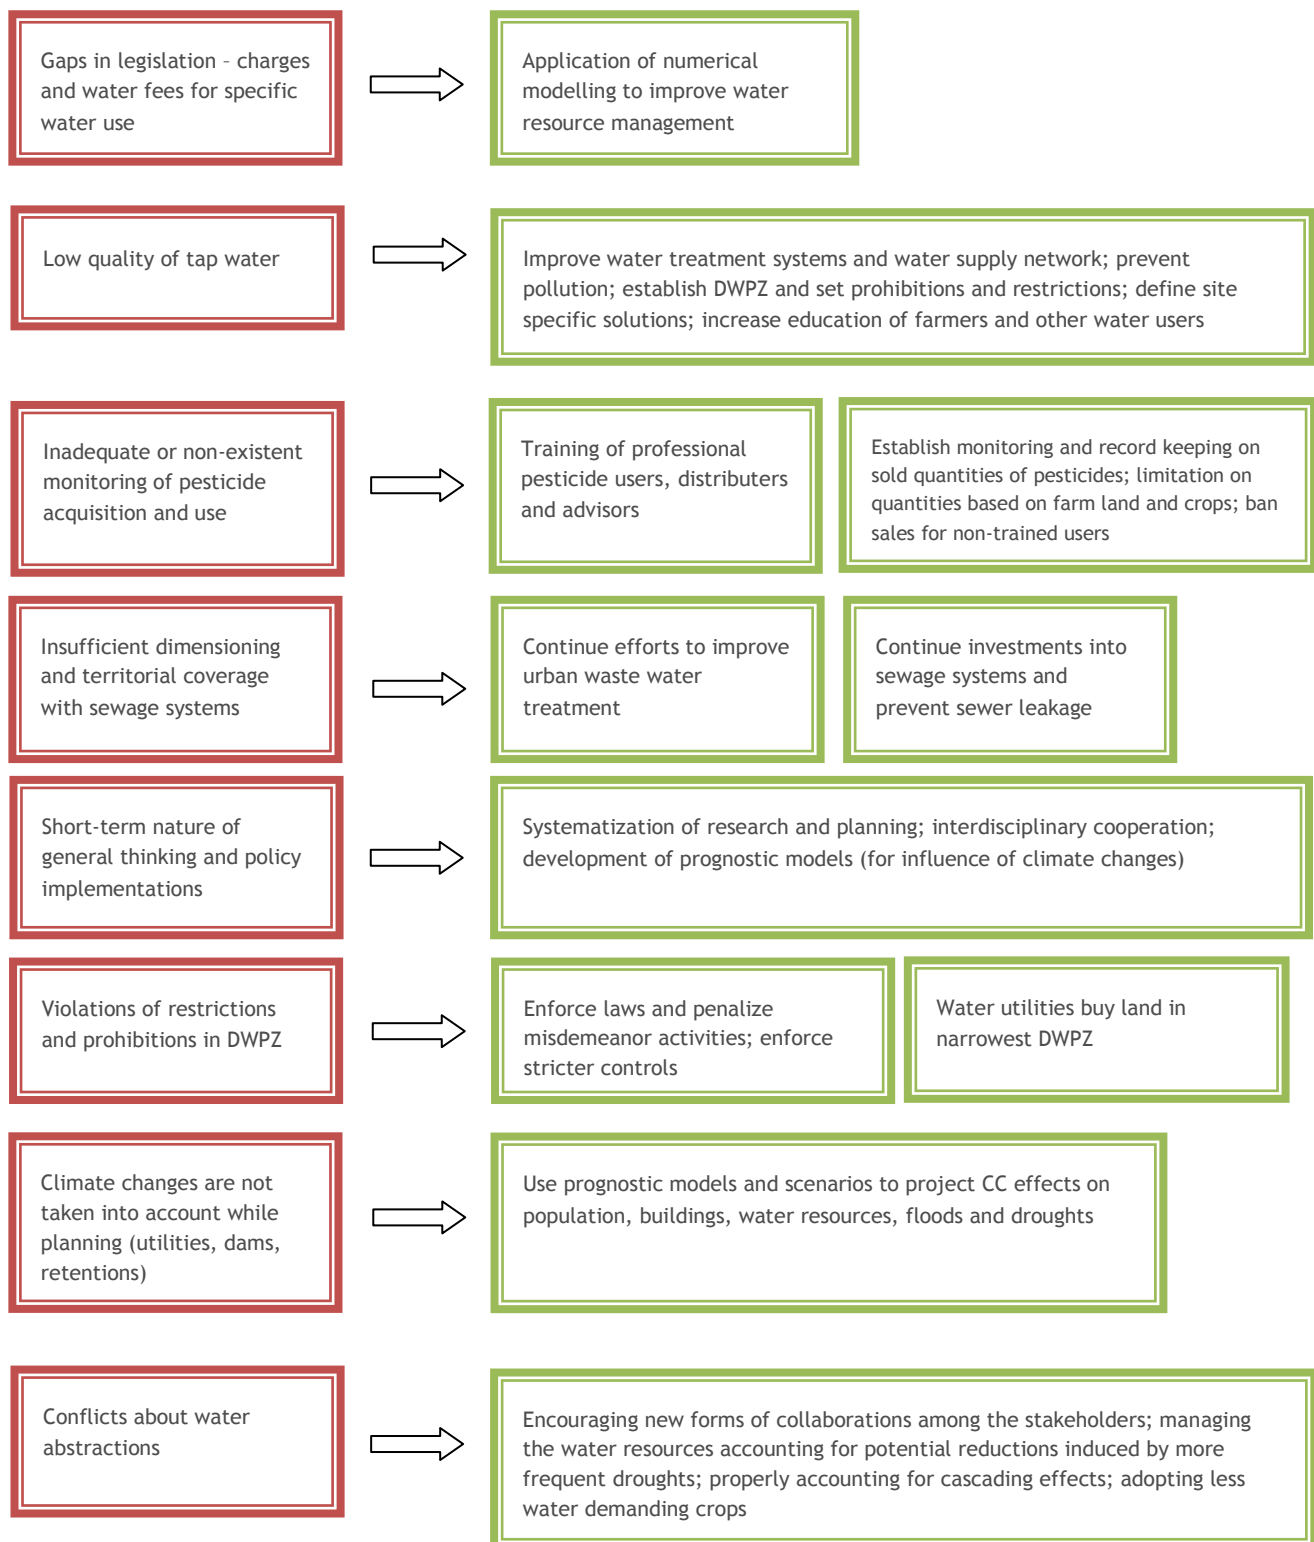 Gaps in legislation – charges
and water fees for specific
water use
Application of numerical
modelling to improve water
resource management
Low quality of tap water
Improve water treatment systems and water supply network; prevent
pollution; establish DWPZ and set prohibitions and restrictions; define site
specific solutions; increase education of farmers and other water users
Inadequate or non-existent
monitoring of pesticide
acquisition and use
Training of professional
pesticide users, distributers
and advisors
Establish monitoring and record keeping on
sold quantities of pesticides; limitation on
quantities based on farm land and crops; ban
sales for non-trained users
Insufficient dimensioning
and territorial coverage
with sewage systems
Continue efforts to improve
urban waste water
treatment
Continue investments into
sewage systems and
prevent sewer leakage
Short-term nature of
general thinking and policy
implementations
Systematization of research and planning; interdisciplinary cooperation;
development of prognostic models (for influence of climate changes)
Violations of restrictions
and prohibitions in DWPZ
Enforce laws and penalize
misdemeanor activities; enforce
stricter controls
Water utilities buy land in
narrowest DWPZ
Climate changes are not
taken into account while
planning (utilities, dams,
retentions)
Use prognostic models and scenarios to project CC effects on
population, buildings, water resources, floods and droughts
Conflicts about water
abstractions
Encouraging new forms of collaborations among the stakeholders; managing
the water resources accounting for potential reductions induced by more
frequent droughts; properly accounting for cascading effects; adopting less
water demanding crops